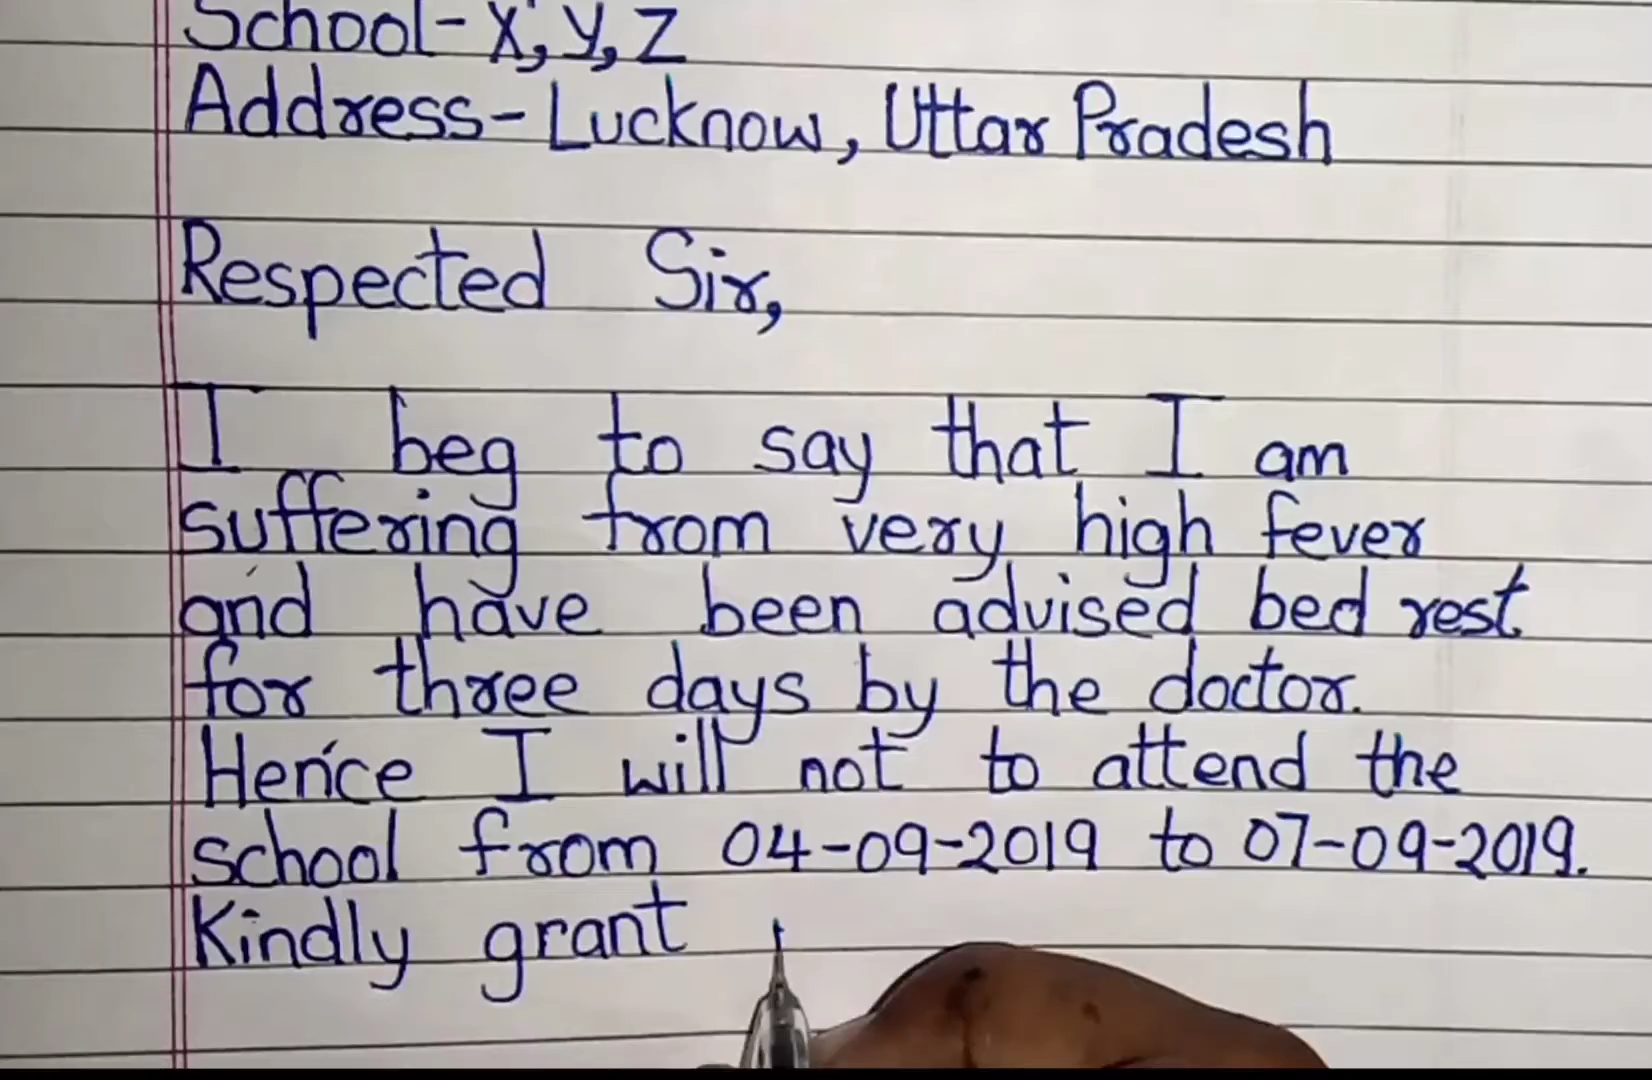 School- X, Y, Z
Address- Lucknow, Uttar Pradesh
Respected Sir,
I beg to say that I am
suffering from very high fever
and have been advised bed rest
for three days by the doctor.
Hence I will not to attend the
school from 04-09-2019 to 07-09-2019.
Kindly grant